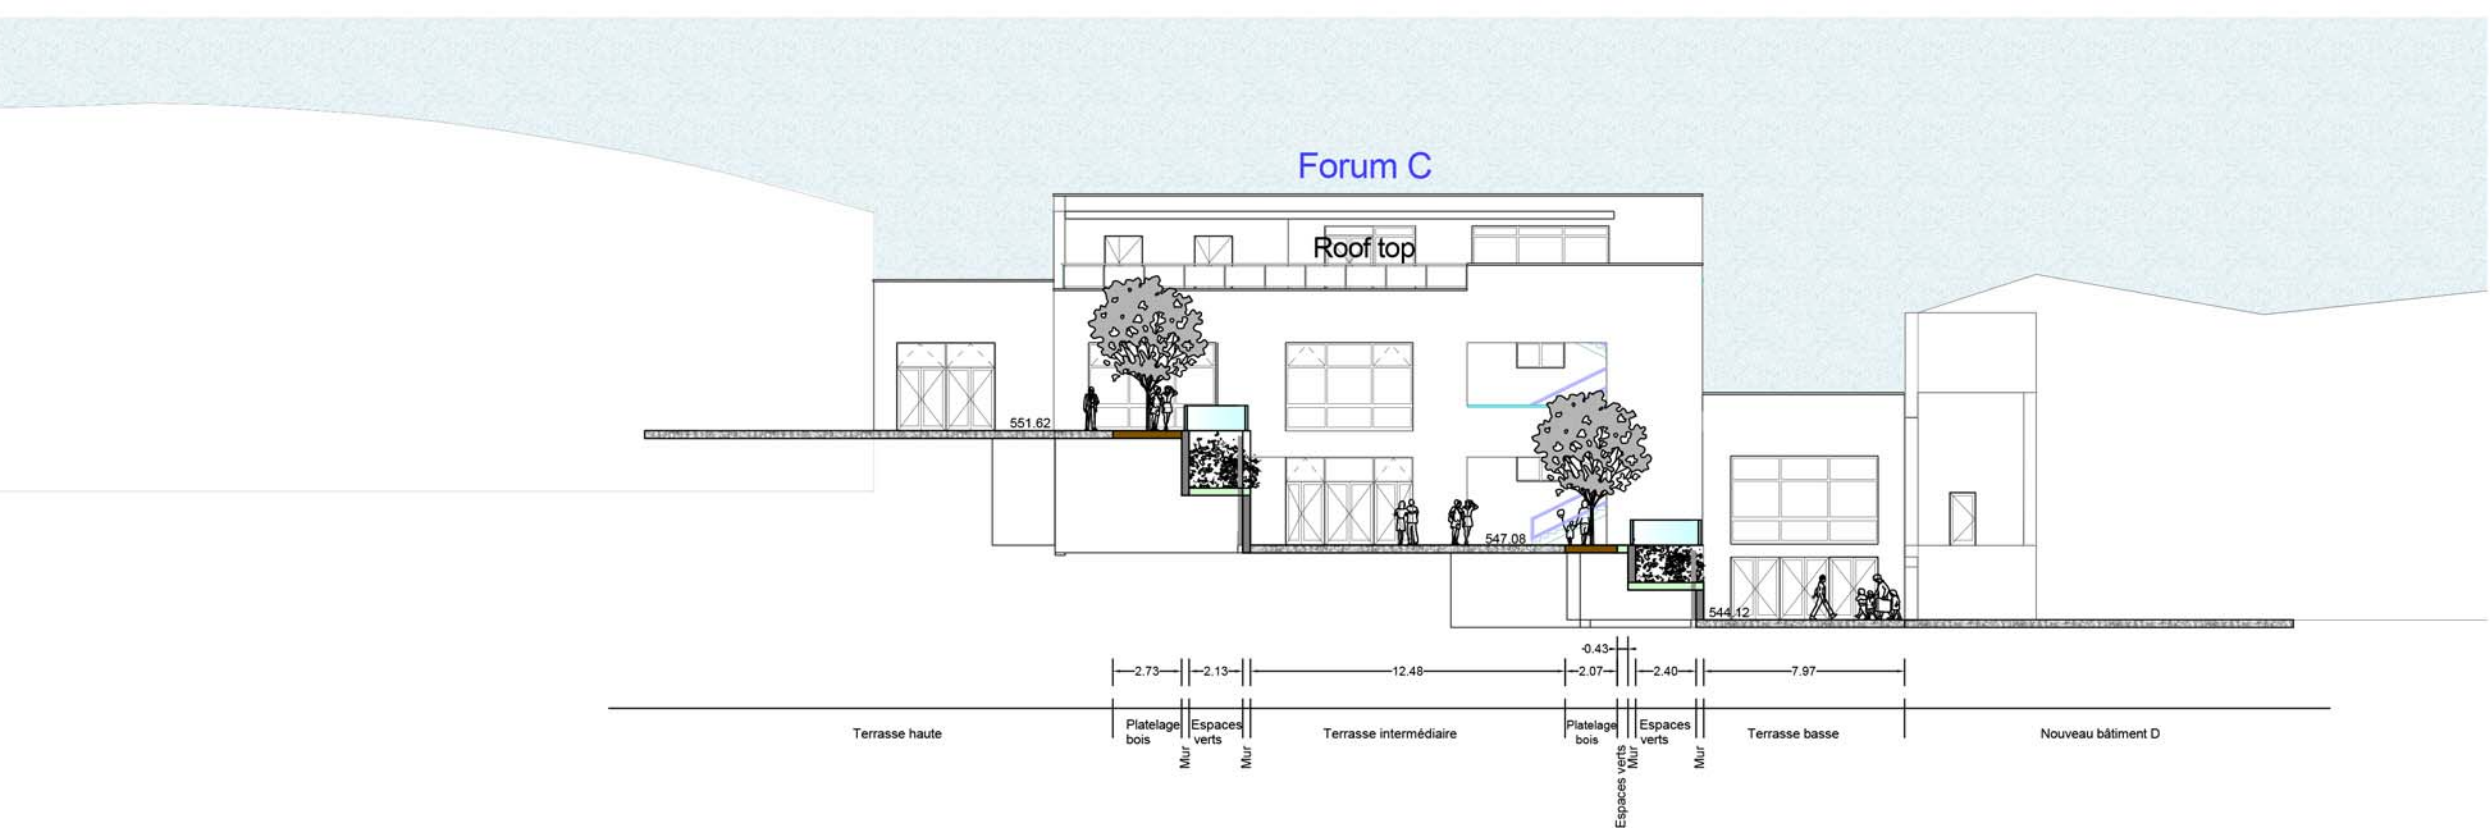 Forum C
Roof top
551.62
547.08
544.12
0.43
2.73
2.13
12.48
2.07
2.40
7.97
Terrasse haute
Platelage
bois
Mur
Espaces
verts
Mur
Terrasse intermédiaire
Platelage
bois
Espaces verts
Mur
Espaces
verts
Mur
Terrasse basse
Nouveau bâtiment D